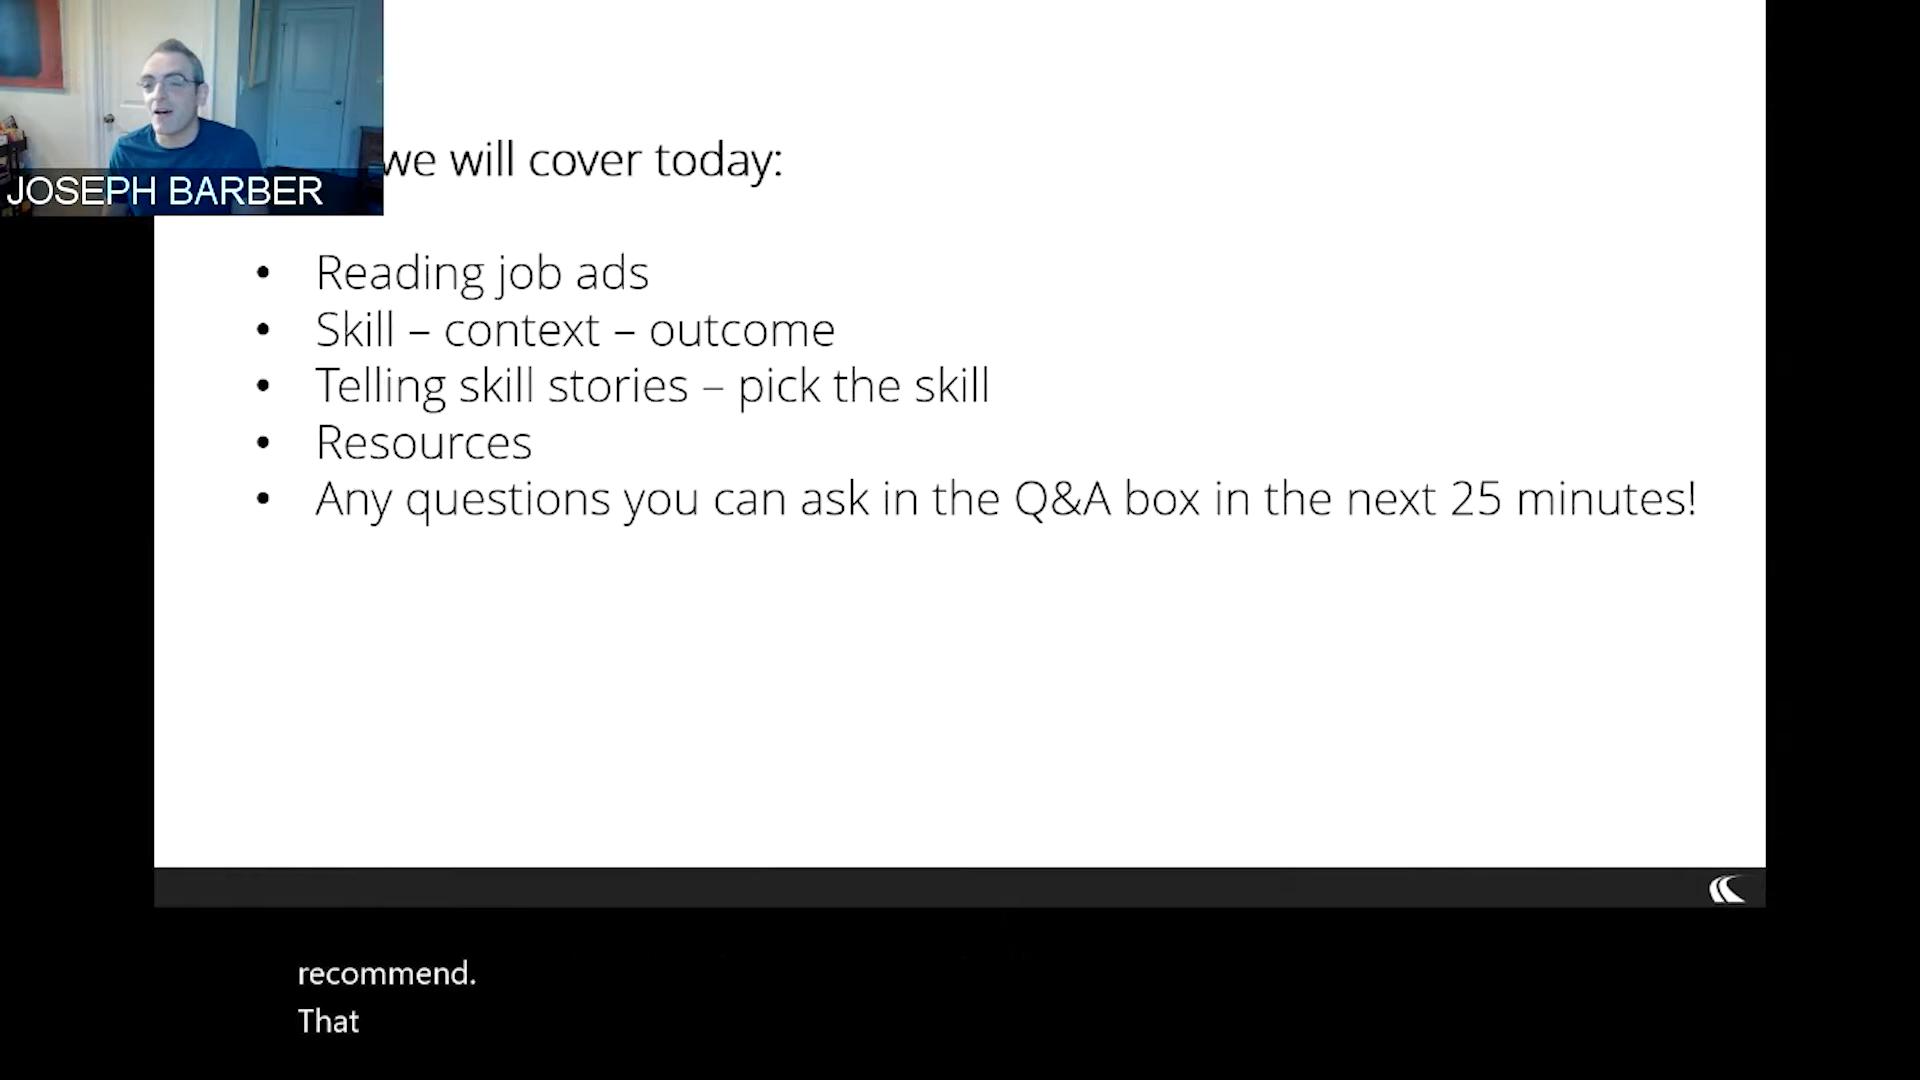 we will cover today:
JOSEPH BARBER
• Reading job ads
• Skill – context – outcome
• Telling skill stories – pick the skill
• Resources
• Any questions you can ask in the Q&A box in the next 25 minutes!
recommend.
That